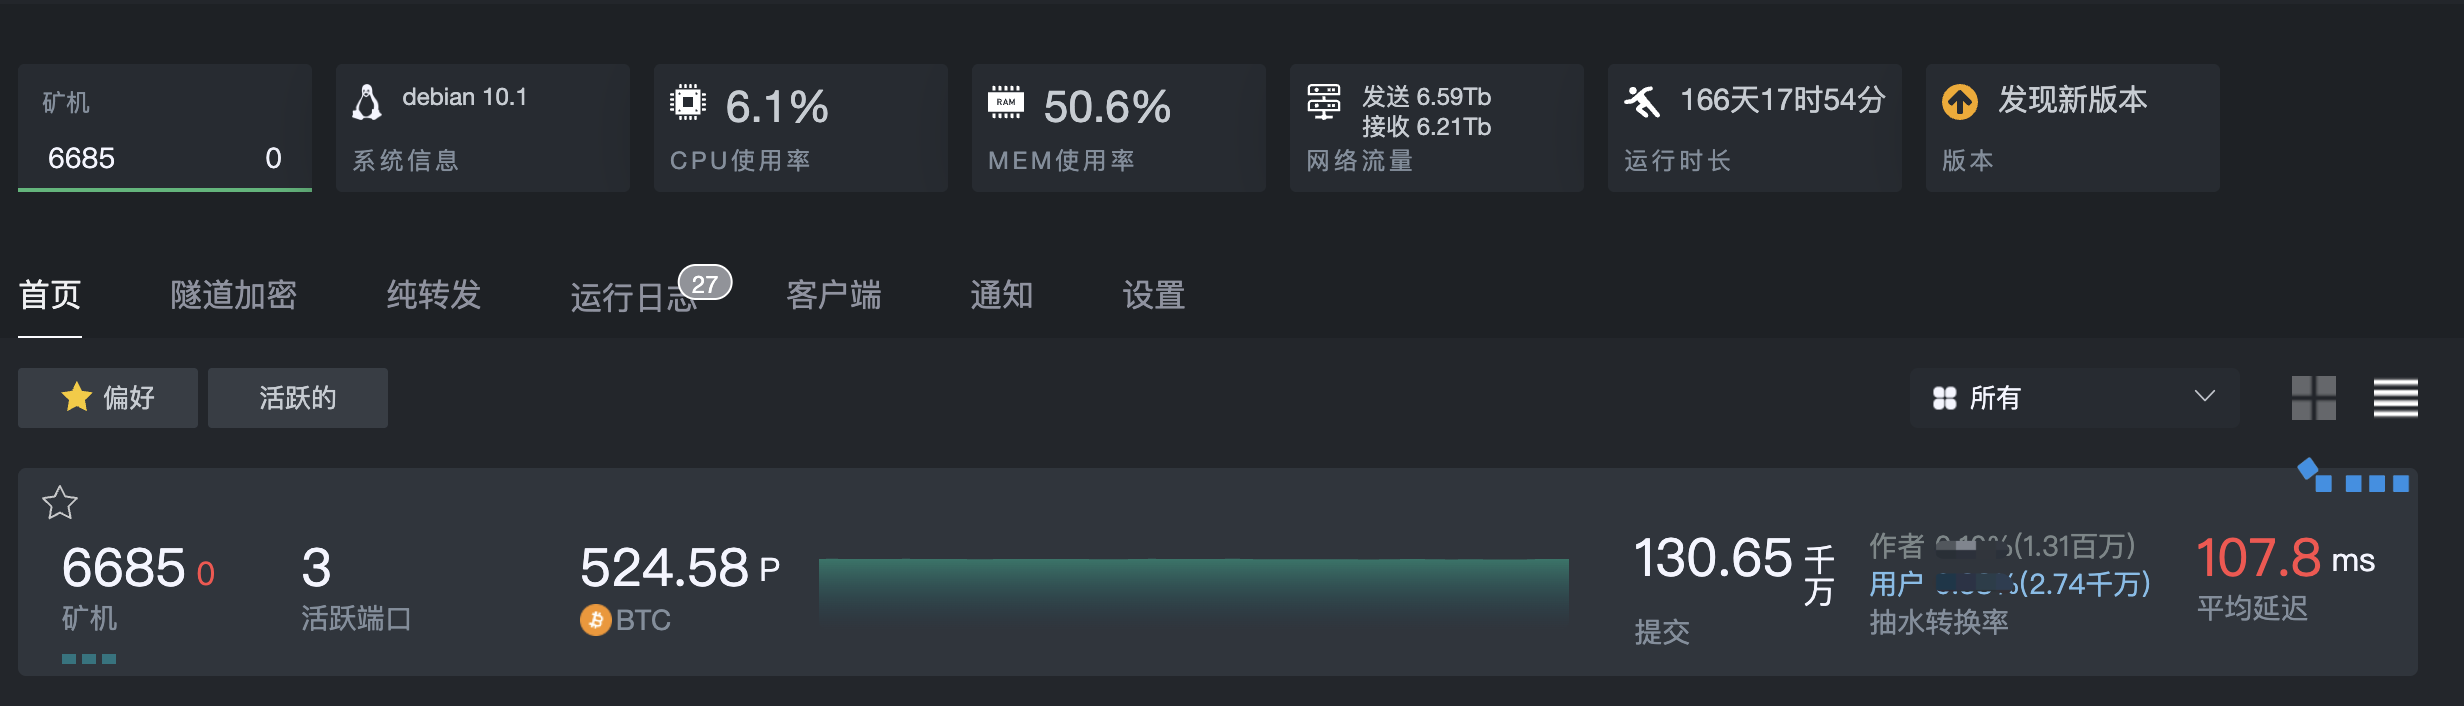 矿机
6685 0
debian 10.1
系统信息
6.1%
CPU使用率
RAM
50.6%
MEM使用率
发送 6.59Tb
接收 6.21Tb
网络流量
166天17时54分
运行时长
发现新版本
版本
首页 隧道加密 纯转发 运行日志 27 客户端 通知 设置
偏好 活跃的 所有
6685 0
矿机
3
活跃端口
524.58 P
BTC
130.65 千万
提交
作者 (1.31百万)
用户 (2.74千万)
抽水转换率
107.8 ms
平均延迟